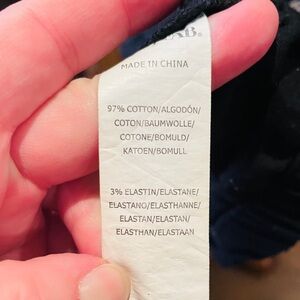 MADE IN CHINA
97% COTTON/ALGODÓN/
COTON/BAUMWOLLE/
COTONE/BOMULD/
KATOEN/BOMULL
3% ELASTIN/ELASTANE/
ELASTANO/ELASTHANNE/
ELASTAN/ELASTAN/
ELASTHAN/ELASTAAN